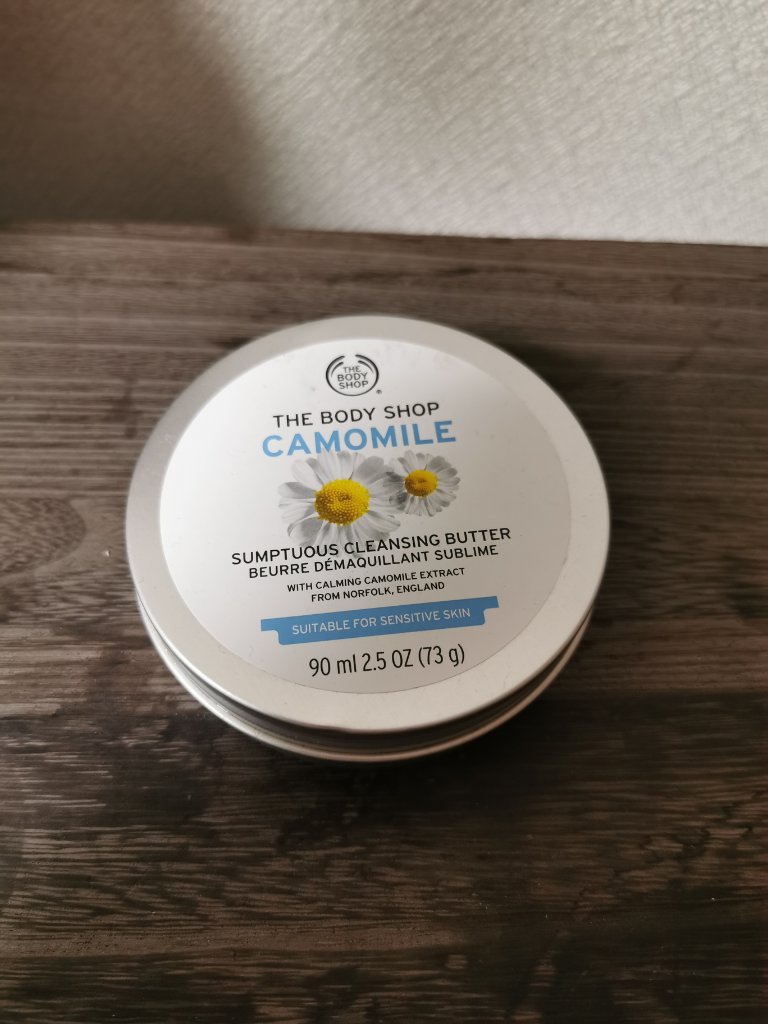 THE
BODY
SHOP
®
THE BODY SHOP
CAMOMILE
SUMPTUOUS CLEANSING BUTTER
BEURRE DÉMAQUILLANT SUBLIME
WITH CALMING CAMOMILE EXTRACT
FROM NORFOLK, ENGLAND
SUITABLE FOR SENSITIVE SKIN
90 ml 2.5 OZ (73 g)